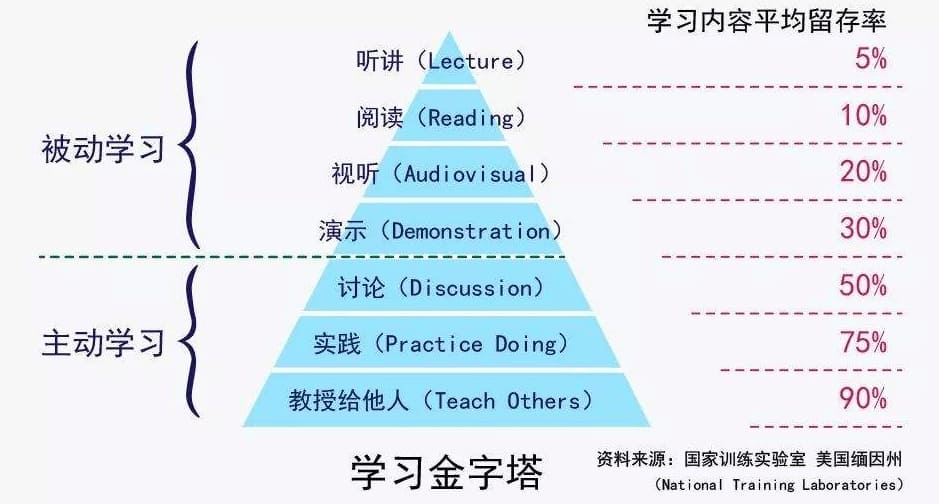 学习内容平均留存率
听讲（Lecture） 5%
阅读（Reading） 10%
被动学习
视听（Audiovisual） 20%
演示（Demonstration） 30%
讨论（Discussion） 50%
主动学习
实践（Practice Doing） 75%
教授给他人（Teach Others） 90%
学习金字塔
资料来源：国家训练实验室 美国缅因州
（National Training Laboratories）